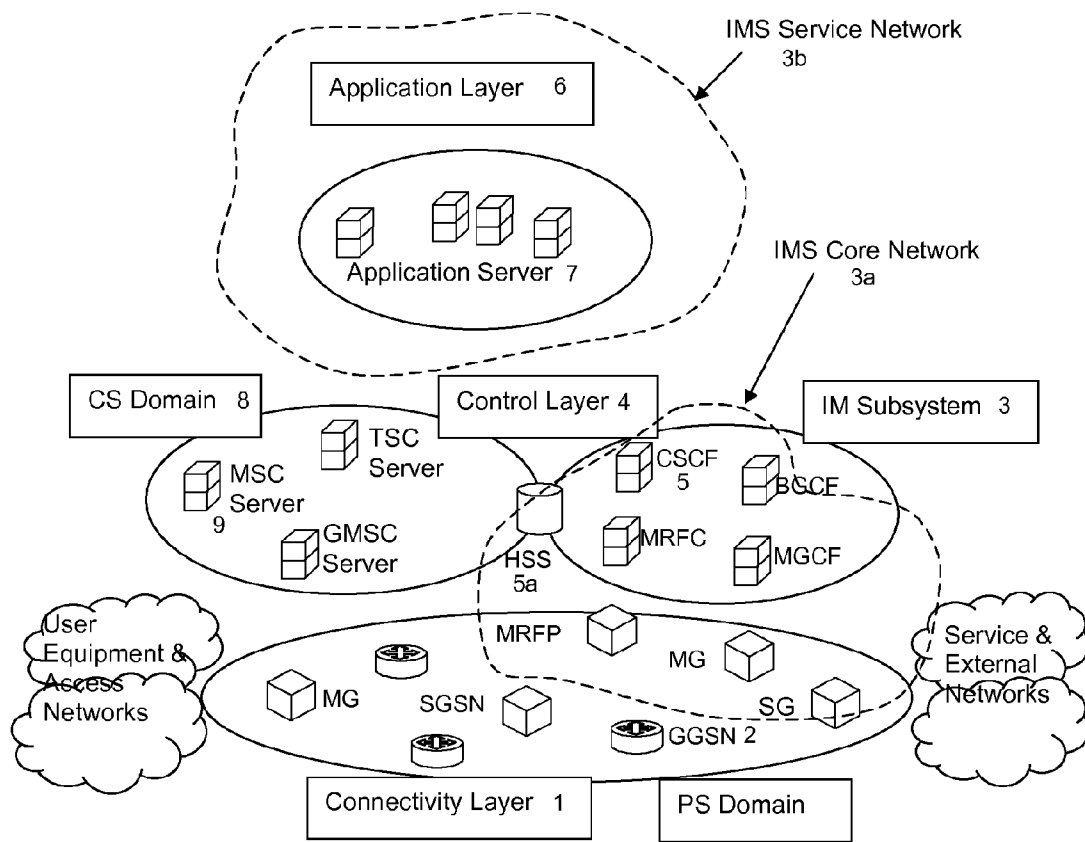 IMS Service Network
3b
Application Layer 6
Application Server 7
IMS Core Network
3a
CS Domain 8
Control Layer 4
IM Subsystem 3
TSC
Server
MSC
Server
9
GMSC
Server
HSS
5a
CSCF
5
BGCF
MRFC
MGCF
User
Equipment &
Access
Networks
MRFP
MG
MG
SGSN
SG
GGSN 2
Service &
External
Networks
Connectivity Layer 1
PS Domain